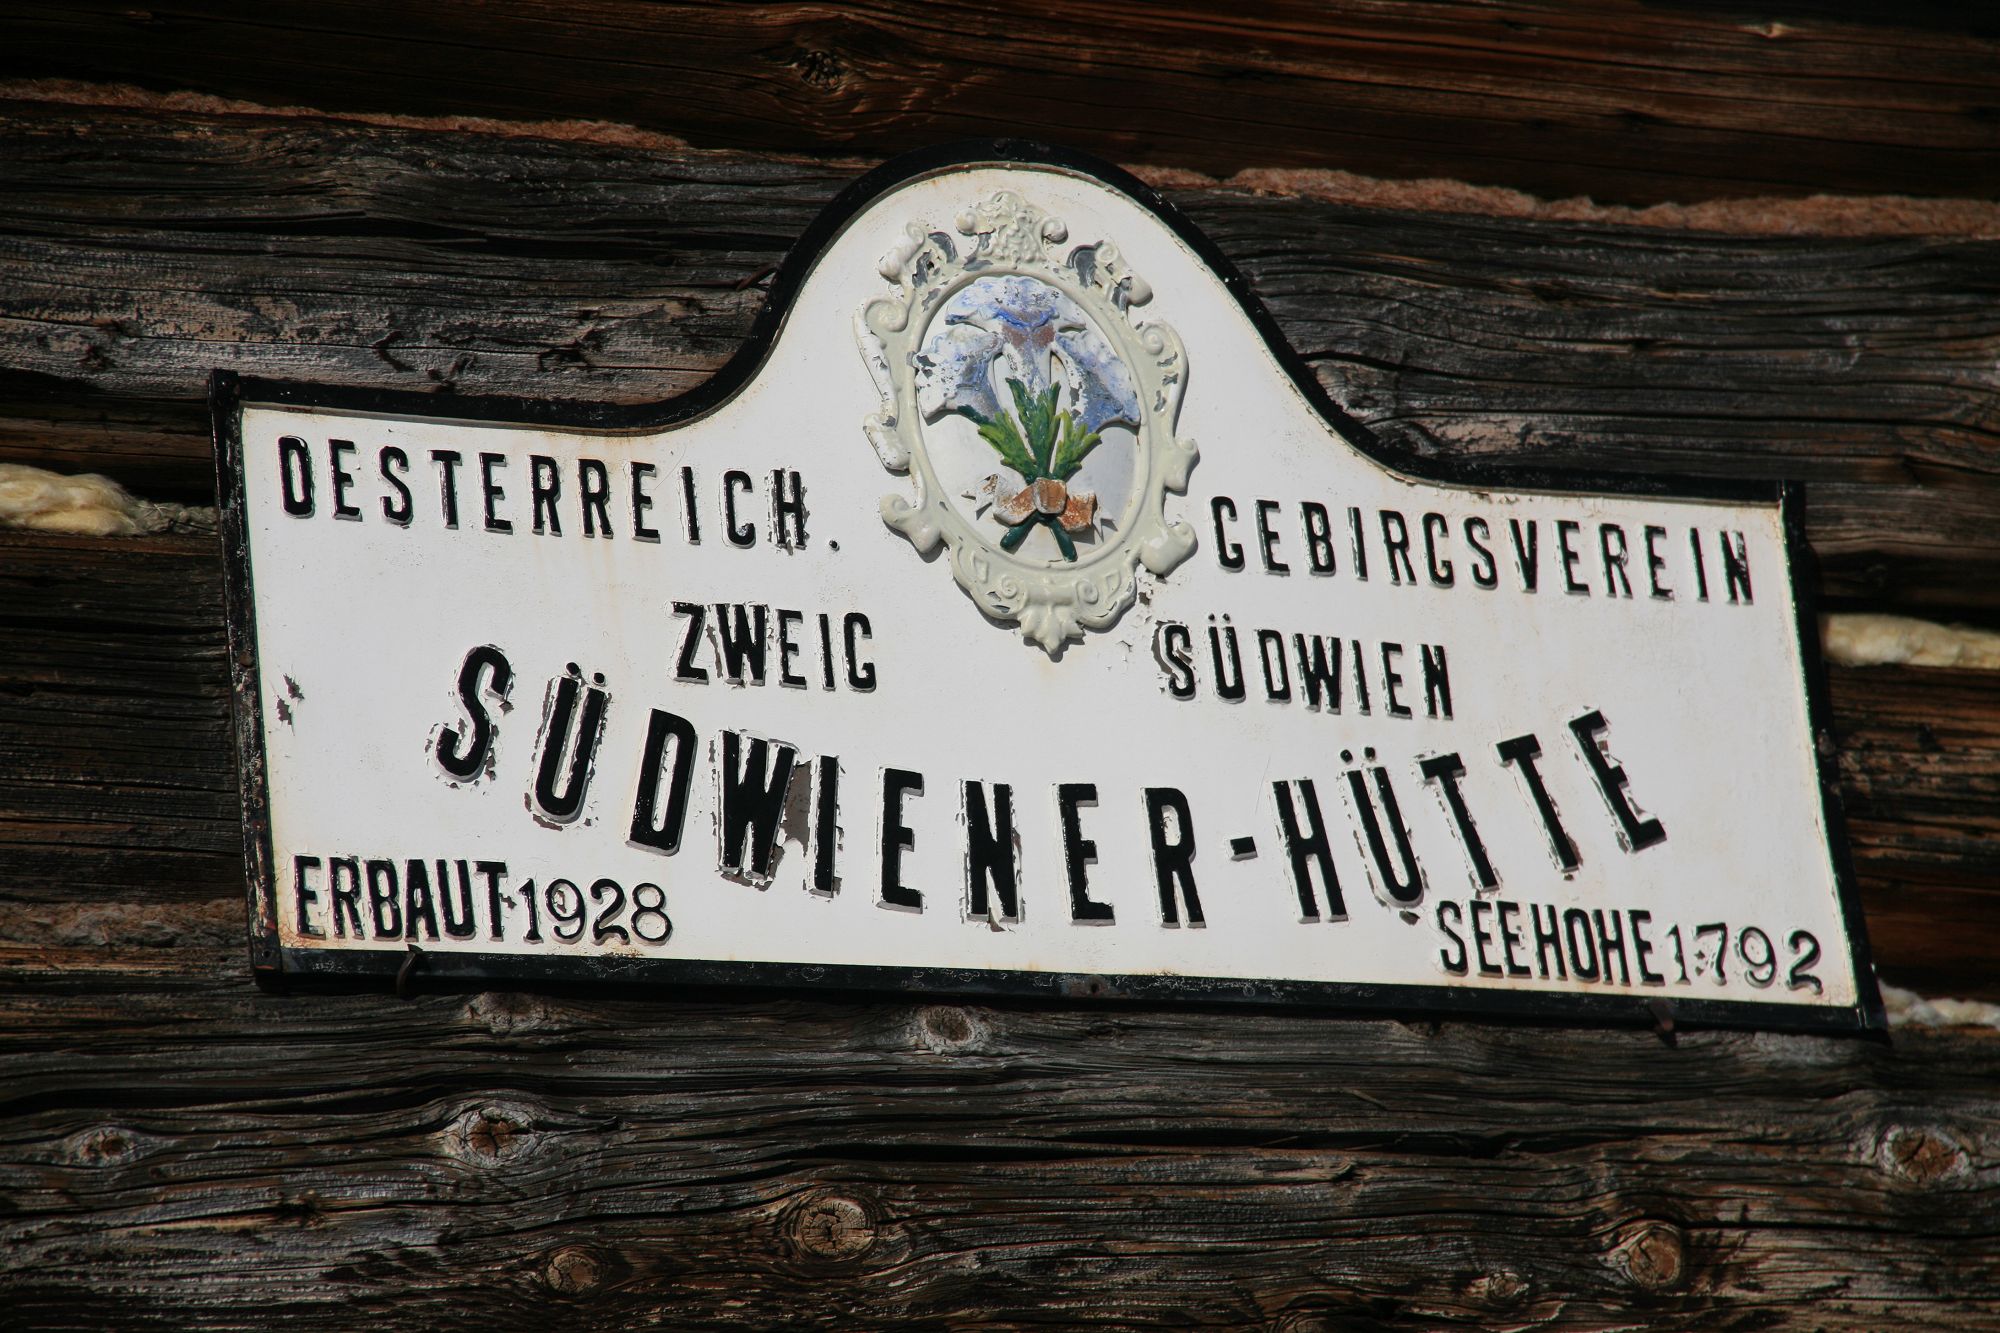 OESTERREICH. GEBIRGSVEREIN
ZWEIG SÜDWIEN
SÜDWIENER-HÜTTE
ERBAUT 1928
SEEHOHE 1792